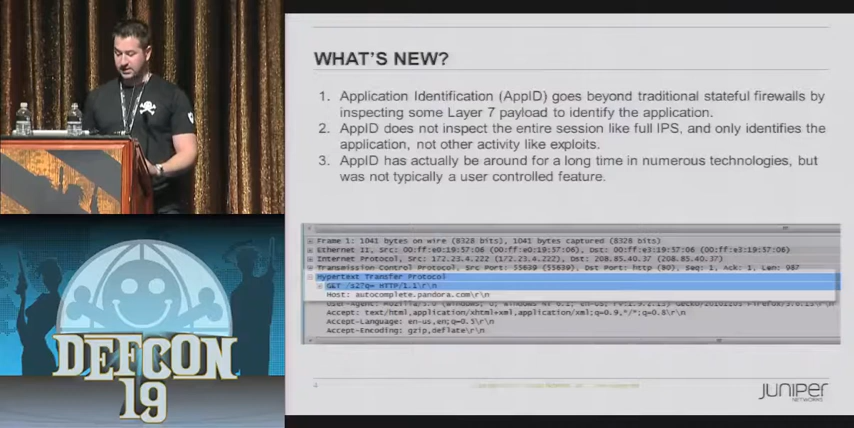 WHAT'S NEW?
1. Application Identification (AppID) goes beyond traditional stateful firewalls by
inspecting some Layer 7 payload to identify the application.
2. AppID does not inspect the entire session like full IPS, and only identifies the
application, not other activity like exploits.
3. AppID has actually be around for a long time in numerous technologies, but
was not typically a user controlled feature.
Frame 1: 1041 bytes on wire (8328 bits), 1041 bytes captured (8328 bits)
Ethernet II, Src: 00:ff:e0:19:57:06 (00:ff:e0:19:57:06), Dst: 00:ff:e3:19:57:06 (00:ff:e3:19:57:06)
Internet Protocol, Src: 172.23.4.222 (172.23.4.222), Dst: 208.85.40.37 (208.85.40.37)
Transmission Control Protocol, Src Port: 55639 (55639), Dst Port: http (80), Seq: 1, Ack: 1, Len: 987
Hypertext Transfer Protocol
GET /s?q= HTTP/1.1\r\n
Host: autocomplete.pandora.com\r\n
Accept: text/html,application/xhtml+xml,application/xml;q=0.9,*/*;q=0.8\r\n
Accept-Language: en-us,en;q=0.5\r\n
Accept-Encoding: gzip,deflate\r\n
DEFCON
19
JUNIPER
NETWORKS